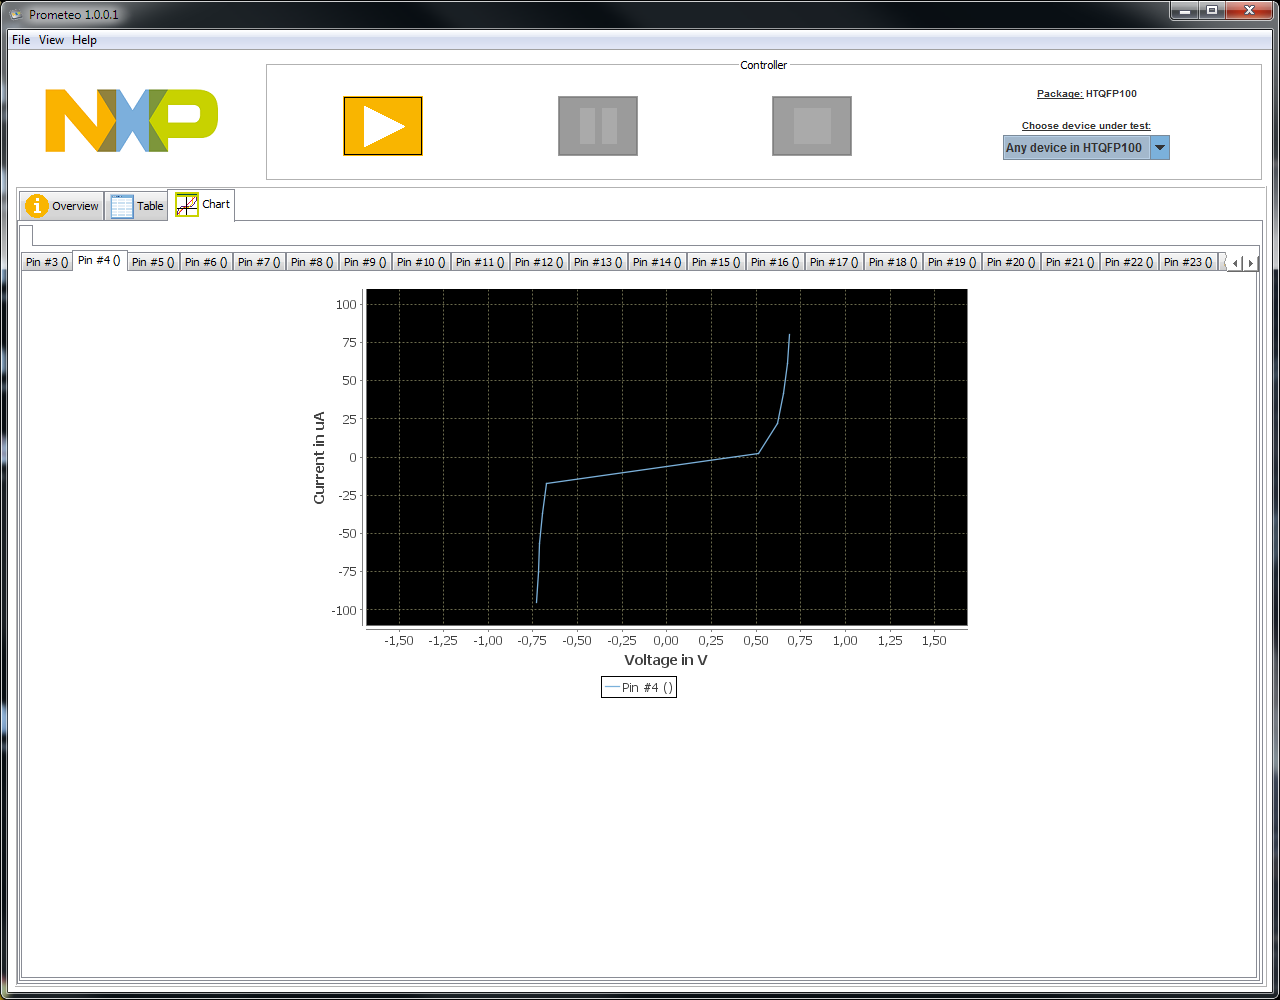 Prometeo 1.0.0.1
File View Help
NXP
Controller
Package: HTQFP100
Choose device under test:
Any device in HTQFP100
Overview Table Chart
Pin #3 () Pin #4 () Pin #5 () Pin #6 () Pin #7 () Pin #8 () Pin #9 () Pin #10 () Pin #11 () Pin #12 () Pin #13 () Pin #14 () Pin #15 () Pin #16 () Pin #17 () Pin #18 () Pin #19 () Pin #20 () Pin #21 () Pin #22 () Pin #23 ()
100
75
50
25
0
-25
-50
-75
-100
Current in uA
-1,50 -1,25 -1,00 -0,75 -0,50 -0,25 0,00 0,25 0,50 0,75 1,00 1,25 1,50
Voltage in V
Pin #4 ()